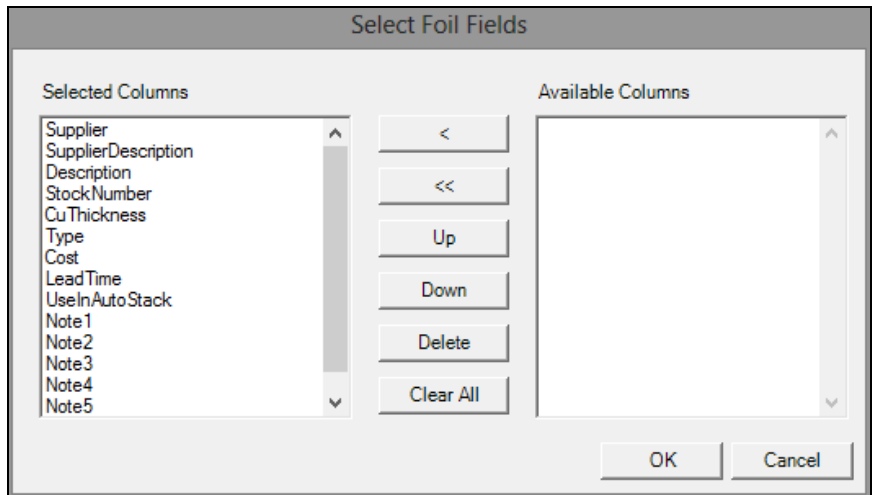 Select Foil Fields
Selected Columns
Available Columns
Supplier
SupplierDescription
Description
StockNumber
CuThickness
Type
Cost
LeadTime
UseInAutoStack
Note1
Note2
Note3
Note4
Note5
<
<<
Up
Down
Delete
Clear All
OK
Cancel